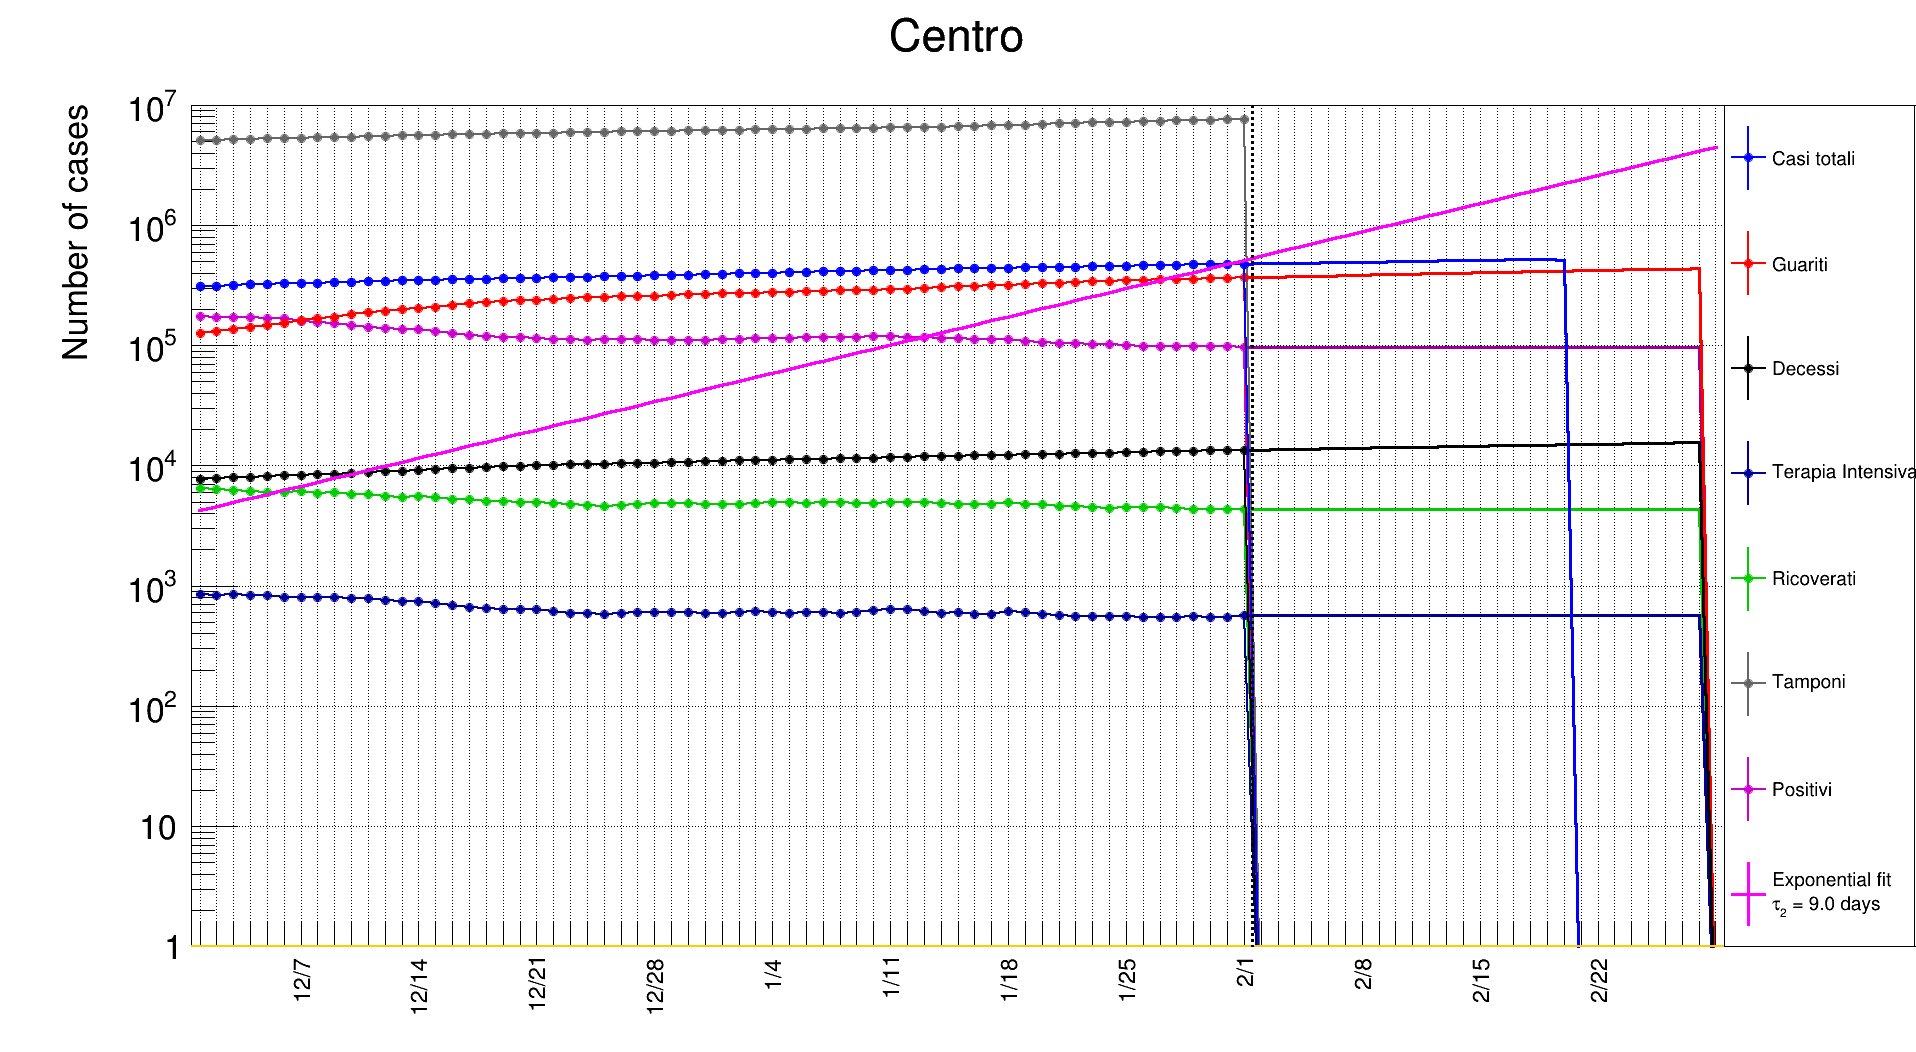 Centro
Number of cases
10^7
10^6
10^5
10^4
10^3
10^2
10
1
12/7
12/14
12/21
12/28
1/4
1/11
1/18
1/25
2/1
2/8
2/15
2/22
Casi totali
Guariti
Decessi
Terapia Intensiva
Ricoverati
Tamponi
Positivi
Exponential fit
τ₂ = 9.0 days